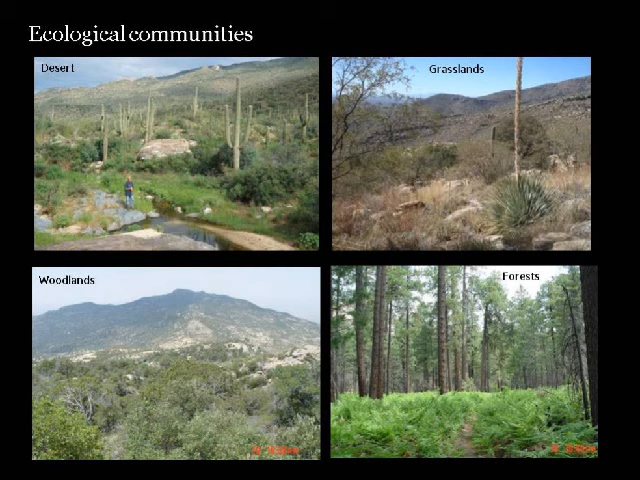 Ecological communities
Desert
Grasslands
Woodlands
Forests